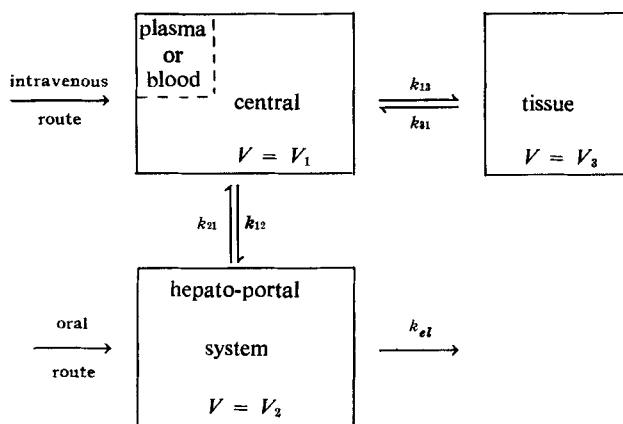 plasma
or
blood
intravenous
route
central
V = V₁
k₁₃
k₃₁
tissue
V = V₃
k₂₁
k₁₂
hepato-portal
system
V = V₂
oral
route
kₑₗ